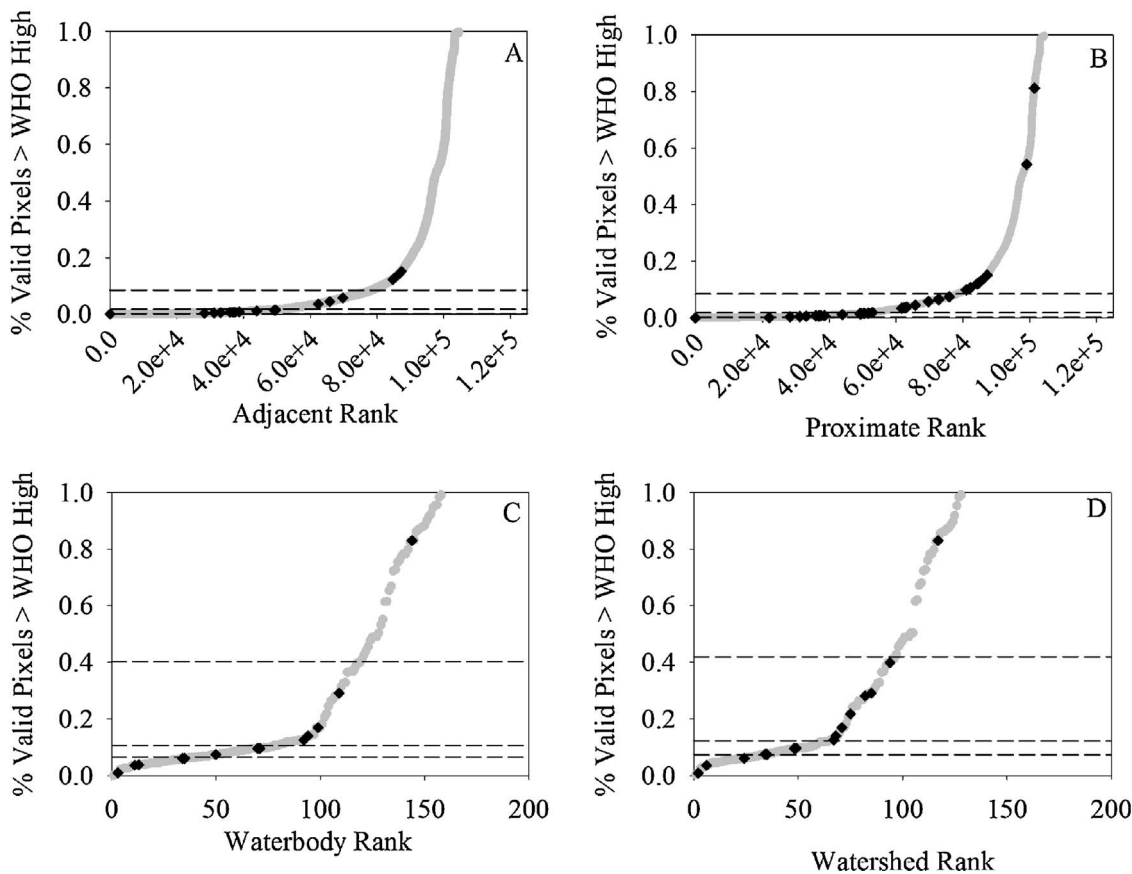 A
% Valid Pixels > WHO High
1.0
0.8
0.6
0.4
0.2
0.0
0.0
2.0e+4
4.0e+4
6.0e+4
8.0e+4
1.0e+5
1.2e+5
Adjacent Rank
B
% Valid Pixels > WHO High
1.0
0.8
0.6
0.4
0.2
0.0
0.0
2.0e+4
4.0e+4
6.0e+4
8.0e+4
1.0e+5
1.2e+5
Proximate Rank
C
% Valid Pixels > WHO High
1.0
0.8
0.6
0.4
0.2
0.0
0 50 100 150 200
Waterbody Rank
D
% Valid Pixels > WHO High
1.0
0.8
0.6
0.4
0.2
0.0
0 50 100 150 200
Watershed Rank